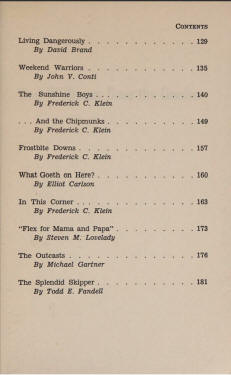 CONTENTS
Living Dangerously . . . . . . . . . . . . 129
By David Brand
Weekend Warriors . . . . . . . . . . . . 135
By John V. Conti
The Sunshine Boys . . . . . . . . . . . . 140
By Frederick C. Klein
. . . And the Chipmunks . . . . . . . . . . 149
By Frederick C. Klein
Frostbite Downs . . . . . . . . . . . . 157
By Frederick C. Klein
What Goeth on Here? . . . . . . . . . . . 160
By Elliot Carlson
In This Corner . . . . . . . . . . . . . 163
By Frederick C. Klein
"Flex for Mama and Papa" . . . . . . . . . 173
By Steven M. Lovelady
The Outcasts . . . . . . . . . . . . . 176
By Michael Gartner
The Splendid Skipper . . . . . . . . . . . 181
By Todd E. Fandell